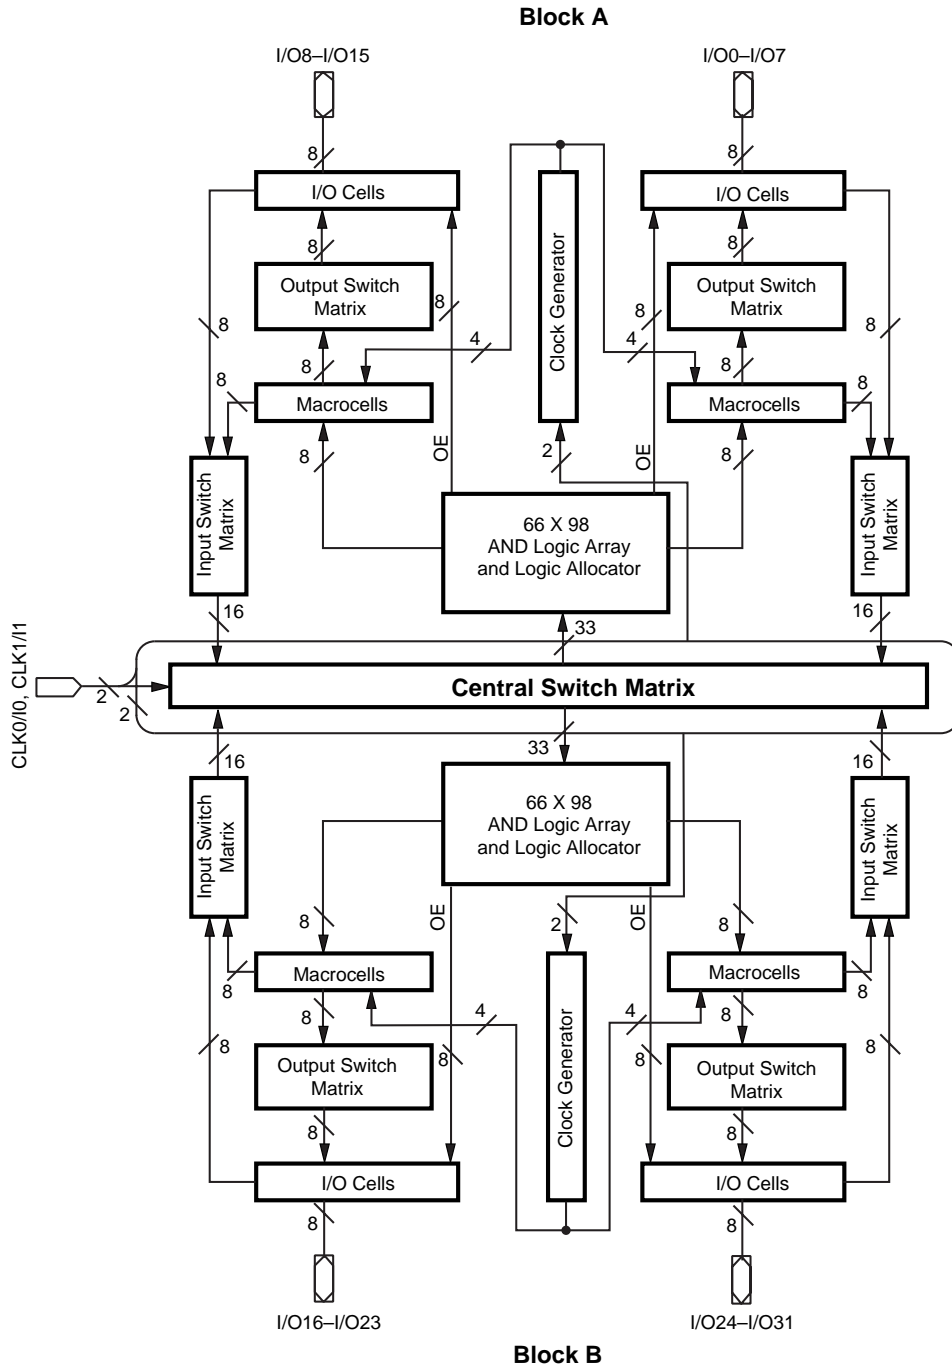 Block A
I/O8–I/O15
I/O0–I/O7
8
8
I/O Cells
I/O Cells
8
8
Output Switch
Matrix
Clock Generator
Output Switch
Matrix
8
8
8
8
4
4
8
8
8
8
Macrocells
Macrocells
8
OE
2
OE
8
Input Switch
Matrix
66 X 98
AND Logic Array
and Logic Allocator
Input Switch
Matrix
16
33
16
CLK0/I0, CLK1/I1
2
2
Central Switch Matrix
16
33
16
Input Switch
Matrix
66 X 98
AND Logic Array
and Logic Allocator
Input Switch
Matrix
8
OE
2
OE
8
Macrocells
Macrocells
8
8
8
8
4
4
8
8
8
8
Output Switch
Matrix
Clock Generator
Output Switch
Matrix
8
8
I/O Cells
I/O Cells
8
8
I/O16–I/O23
I/O24–I/O31
Block B